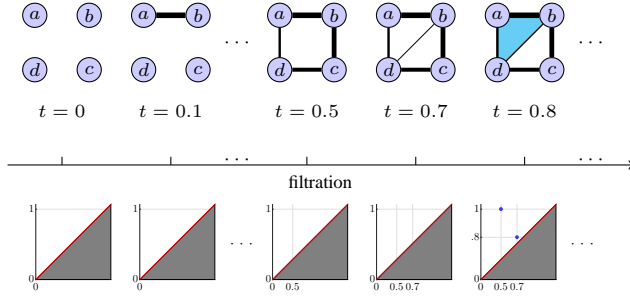 a b a b a b a b a b
... ...
d c d c d c d c d c
t = 0 t = 0.1 t = 0.5 t = 0.7 t = 0.8
... ...
filtration
1 1 1 1 1
... ...
.8
0 0 0 0 0
0 0 0 0.5 0 0.5 0.7 0 0.5 0.7